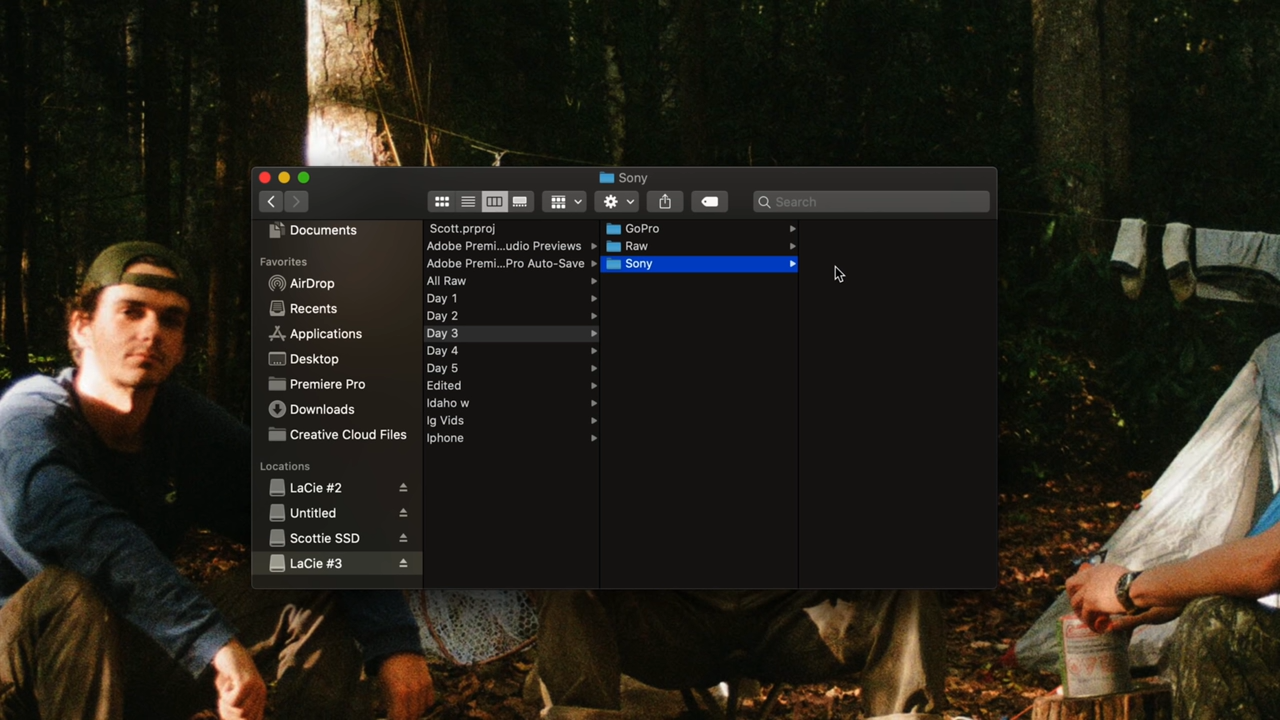 Sony
Search
Documents
Favorites
AirDrop
Recents
Applications
Desktop
Premiere Pro
Downloads
Creative Cloud Files
Locations
LaCie #2
Untitled
Scottie SSD
LaCie #3
Scott.prproj
Adobe Premi...udio Previews
Adobe Premi...Pro Auto-Save
All Raw
Day 1
Day 2
Day 3
Day 4
Day 5
Edited
Idaho w
Ig Vids
Iphone
GoPro
Raw
Sony